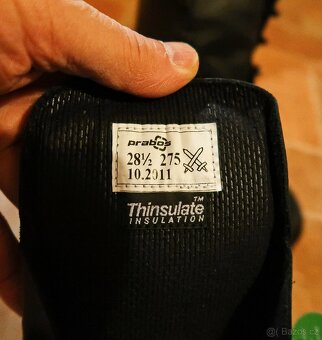 prabos
28½ 275
10.2011
Thinsulate™
INSULATION
Bazos.cz